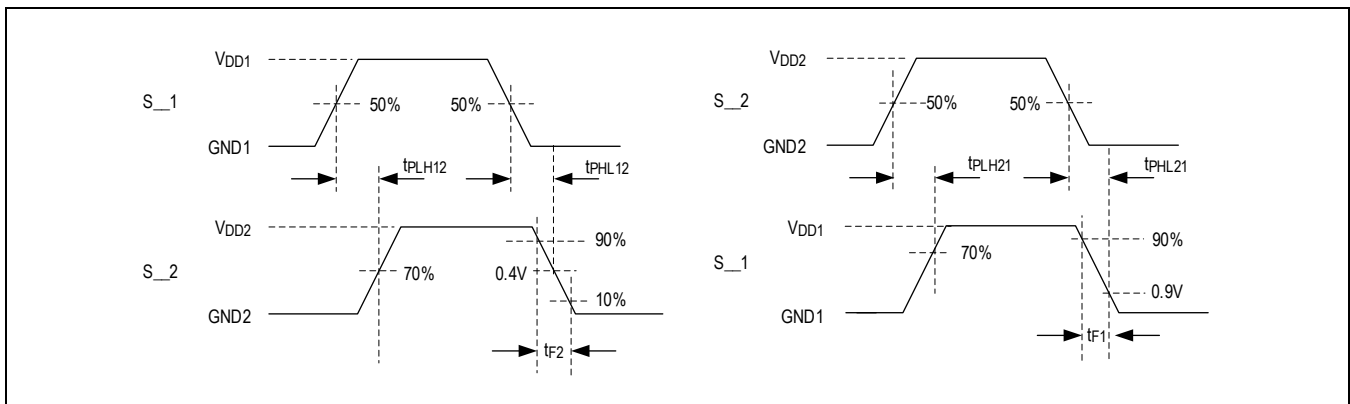 VDD1
S__1
50%
50%
GND1
tPLH12
tPHL12
VDD2
90%
S__2
70%
0.4V
10%
GND2
tF2
VDD2
S__2
50%
50%
GND2
tPLH21
tPHL21
VDD1
90%
S__1
70%
0.9V
GND1
tF1